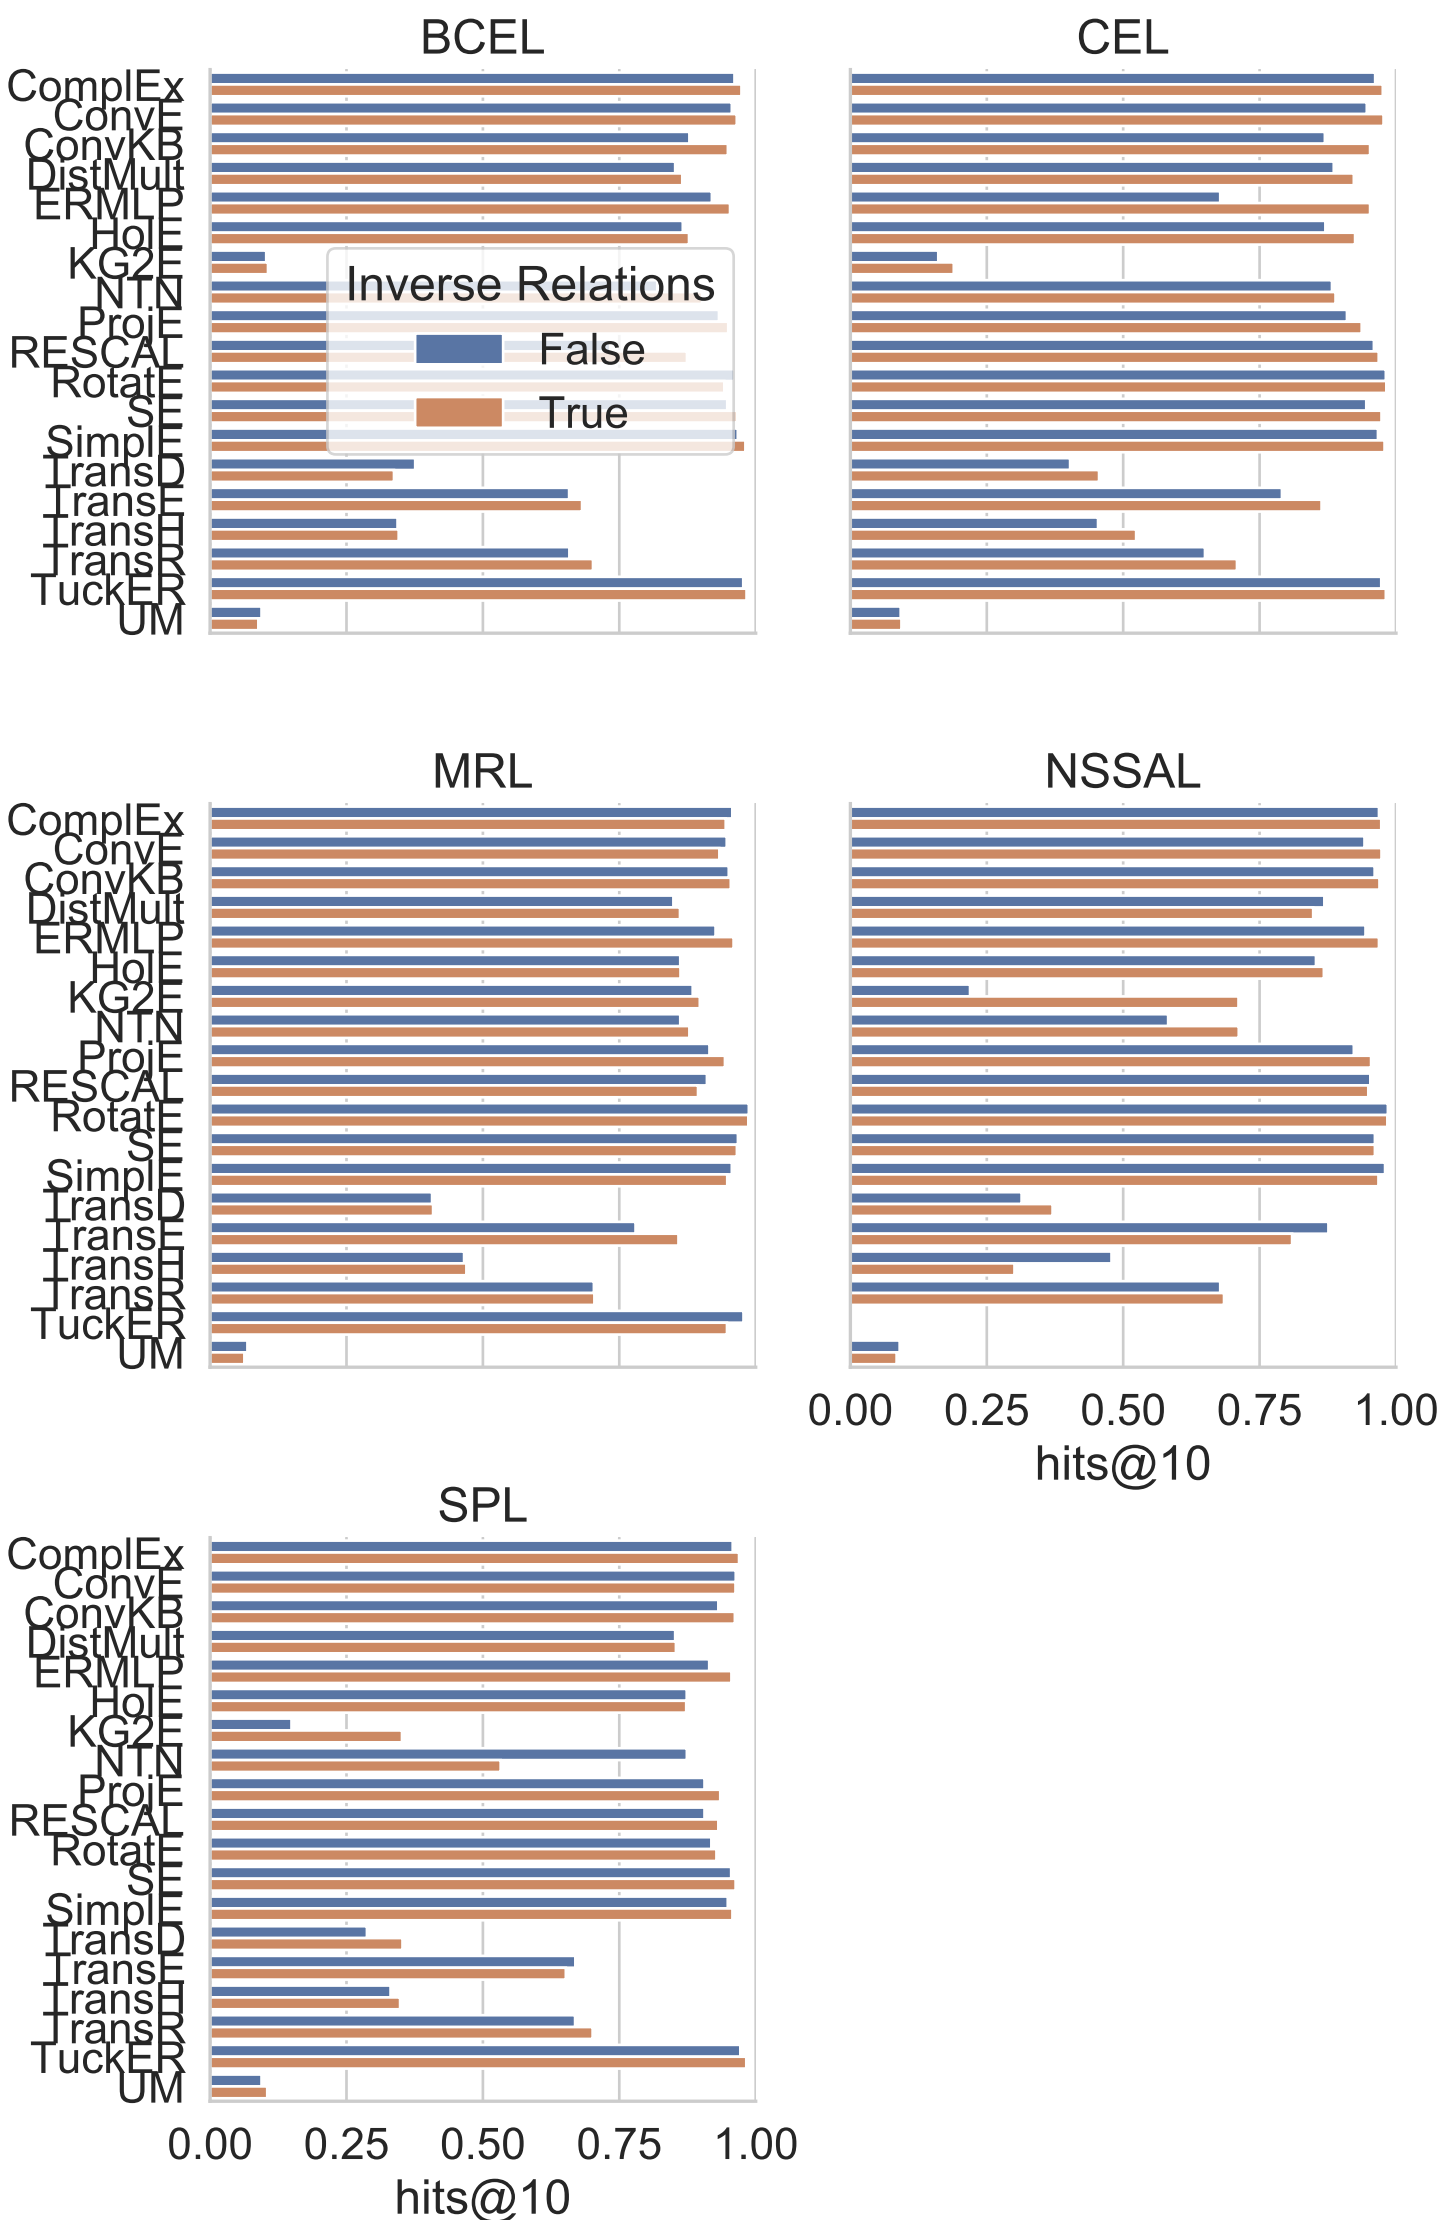 BCEL
ComplEx
ConvE
ConvKB
DistMult
ERMLP
HolE
KG2E
NTN
ProjE
RESCAL
RotatE
SE
SimplE
TransD
TransE
TransH
TransR
TuckER
UM
Inverse Relations
False
True
CEL
MRL
ComplEx
ConvE
ConvKB
DistMult
ERMLP
HolE
KG2E
NTN
ProjE
RESCAL
RotatE
SE
SimplE
TransD
TransE
TransH
TransR
TuckER
UM
NSSAL
0.00 0.25 0.50 0.75 1.00
hits@10
SPL
ComplEx
ConvE
ConvKB
DistMult
ERMLP
HolE
KG2E
NTN
ProjE
RESCAL
RotatE
SE
SimplE
TransD
TransE
TransH
TransR
TuckER
UM
0.00 0.25 0.50 0.75 1.00
hits@10